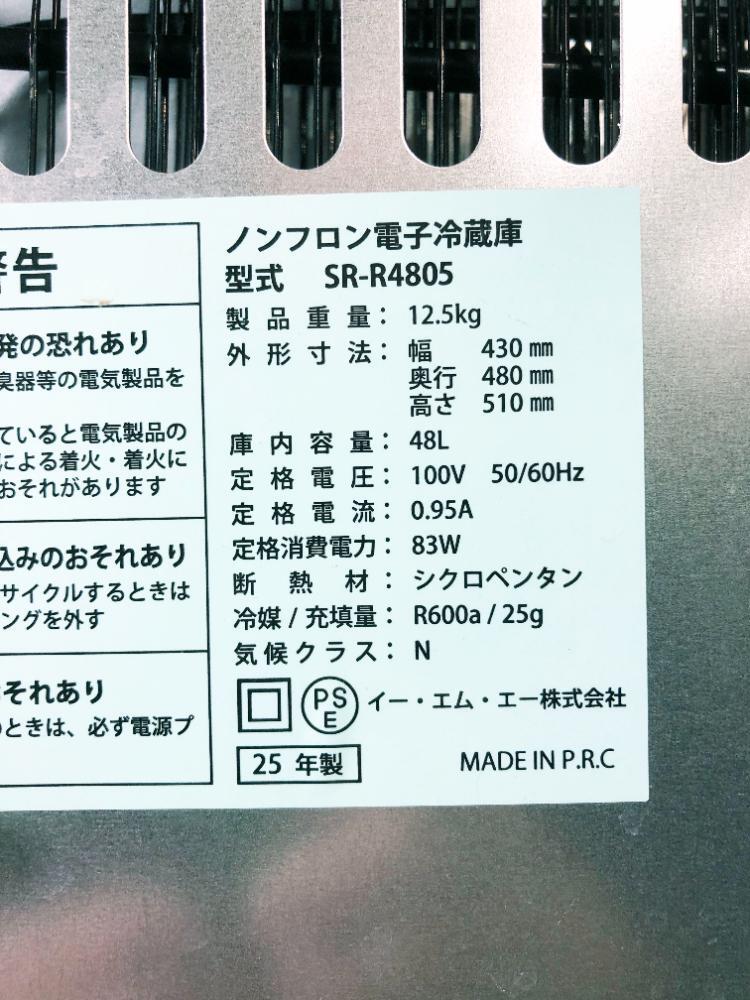 警告
発の恐れあり
臭器等の電気製品を
ていると電気製品の
による着火・着火に
おそれがあります
込みのおそれあり
サイクルするときは
ングを外す
それあり
のときは、必ず電源プ
ノンフロン電子冷蔵庫
型式 SR-R4805
製品重量： 12.5kg
外形寸法： 幅 430 mm
奥行 480 mm
高さ 510 mm
庫内容量： 48L
定格電圧： 100V 50/60Hz
定格電流： 0.95A
定格消費電力： 83W
断熱材： シクロペンタン
冷媒 / 充填量： R600a / 25g
気候クラス： N
PS
E
イー・エム・エー株式会社
25 年製
MADE IN P.R.C